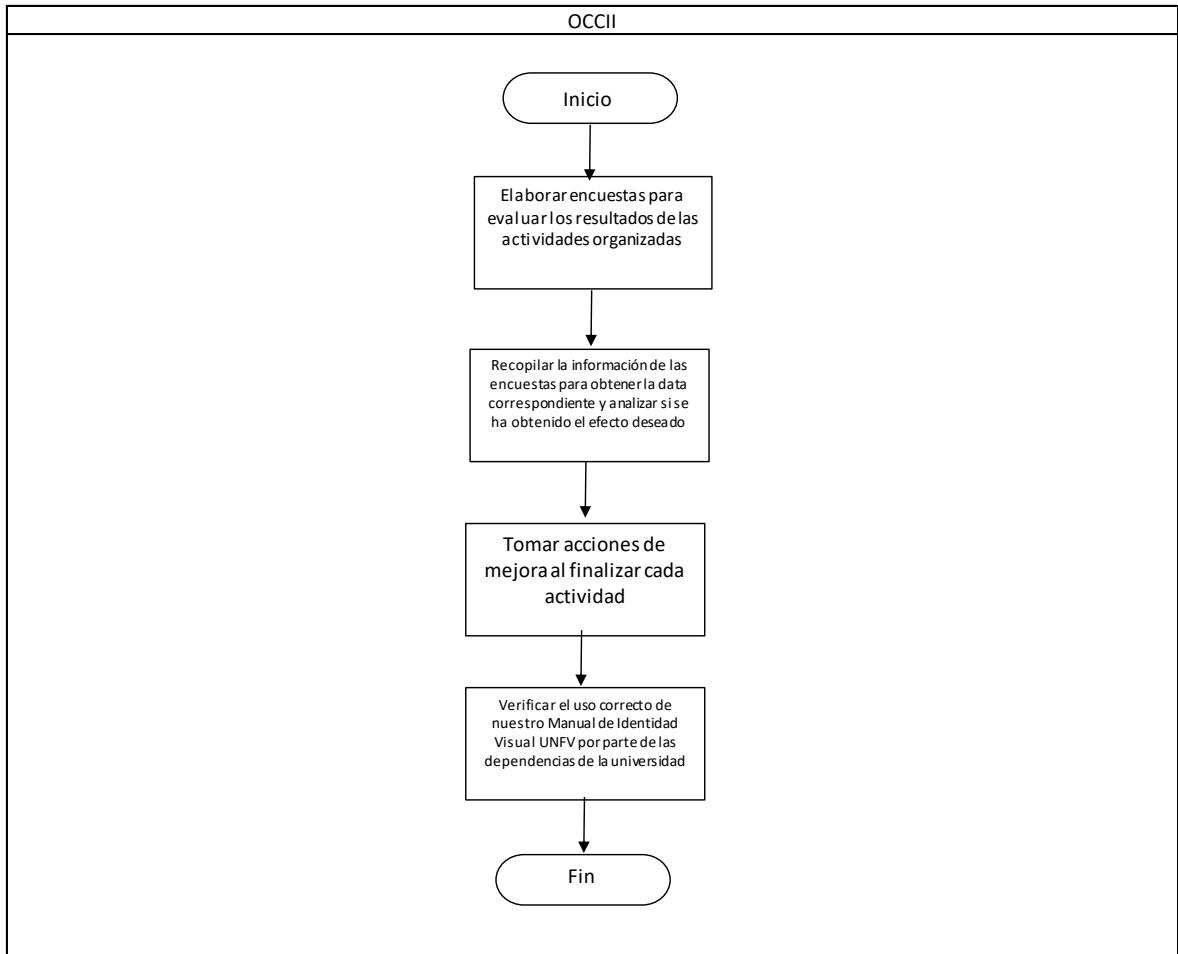 OCCII
Inicio
Elaborar encuestas para
evaluar los resultados de las
actividades organizadas
Recopilar la información de las
encuestas para obtener la data
correspondiente y analizar si se
ha obtenido el efecto deseado
Tomar acciones de
mejora al finalizar cada
actividad
Verificar el uso correcto de
nuestro Manual de Identidad
Visual UNFV por parte de las
dependencias de la universidad
Fin